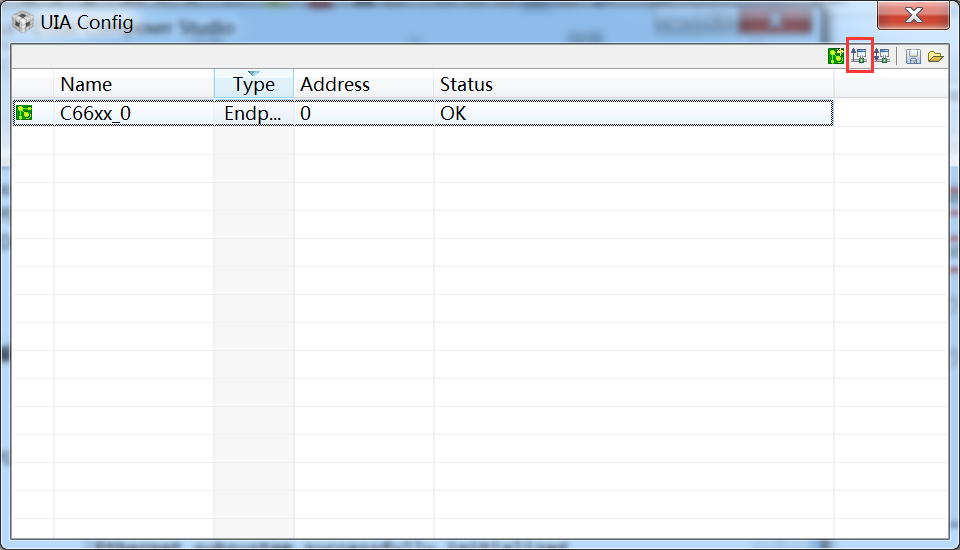 UIA Config
Name Type Address Status
C66xx_0 Endp... 0 OK